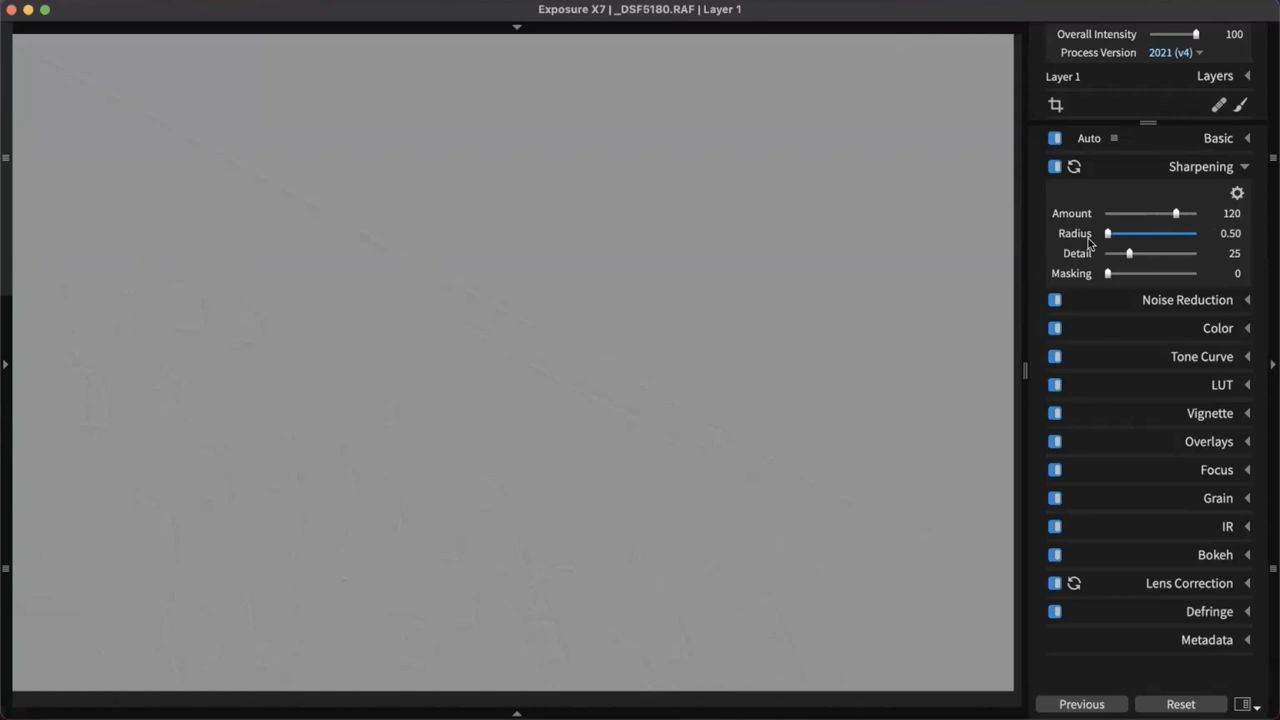 Exposure X7 | _DSF5180.RAF | Layer 1
Overall Intensity 100
Process Version 2021 (v4)
Layer 1 Layers
Auto Basic
Sharpening
Amount 120
Radius 0.50
Detail 25
Masking 0
Noise Reduction
Color
Tone Curve
LUT
Vignette
Overlays
Focus
Grain
IR
Bokeh
Lens Correction
Defringe
Metadata
Previous Reset